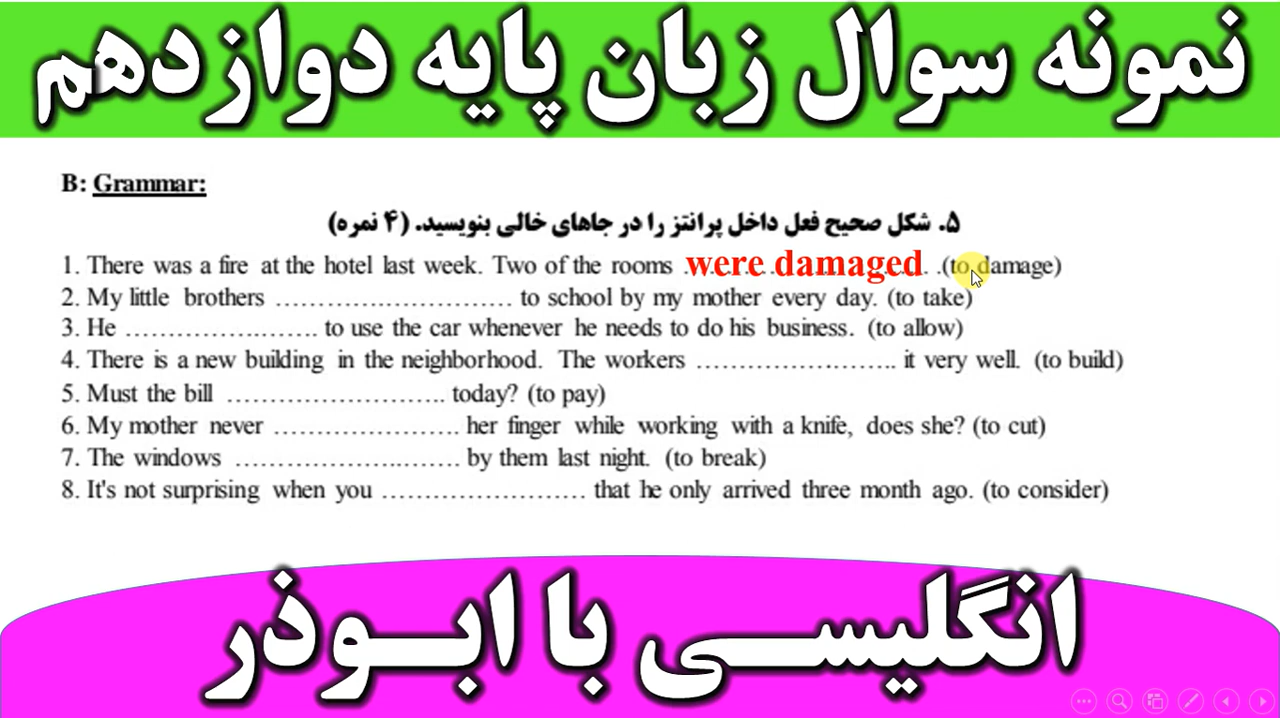 نمونه سوال زبان پایه دوازدهم
B: Grammar:
۵. شکل صحیح فعل داخل پرانتز را در جاهای خالی بنویسید. (۴ نمره)
1. There was a fire at the hotel last week. Two of the rooms were damaged . .(to damage)
2. My little brothers ............................ to school by my mother every day. (to take)
3. He ....................... to use the car whenever he needs to do his business. (to allow)
4. There is a new building in the neighborhood. The workers ........................ it very well. (to build)
5. Must the bill .......................... today? (to pay)
6. My mother never ...................... her finger while working with a knife, does she? (to cut)
7. The windows ........................... by them last night. (to break)
8. It's not surprising when you ........................ that he only arrived three month ago. (to consider)
انگلیسی با ابوذر